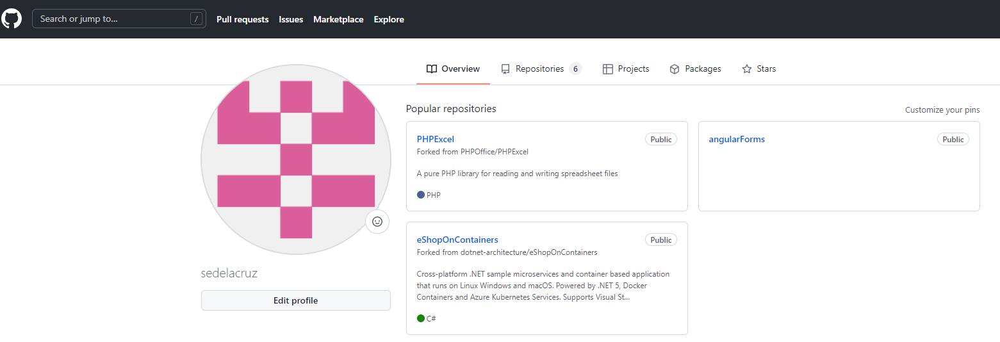 Search or jump to... /
Pull requests Issues Marketplace Explore
Overview Repositories 6 Projects Packages Stars
Popular repositories
Customize your pins
PHPExcel Public
Forked from PHPOffice/PHPExcel
A pure PHP library for reading and writing spreadsheet files
PHP
angularForms Public
eShopOnContainers Public
Forked from dotnet-architecture/eShopOnContainers
Cross-platform .NET sample microservices and container based application
that runs on Linux Windows and macOS. Powered by .NET 5, Docker
Containers and Azure Kubernetes Services. Supports Visual St...
C#
sedelacruz
Edit profile